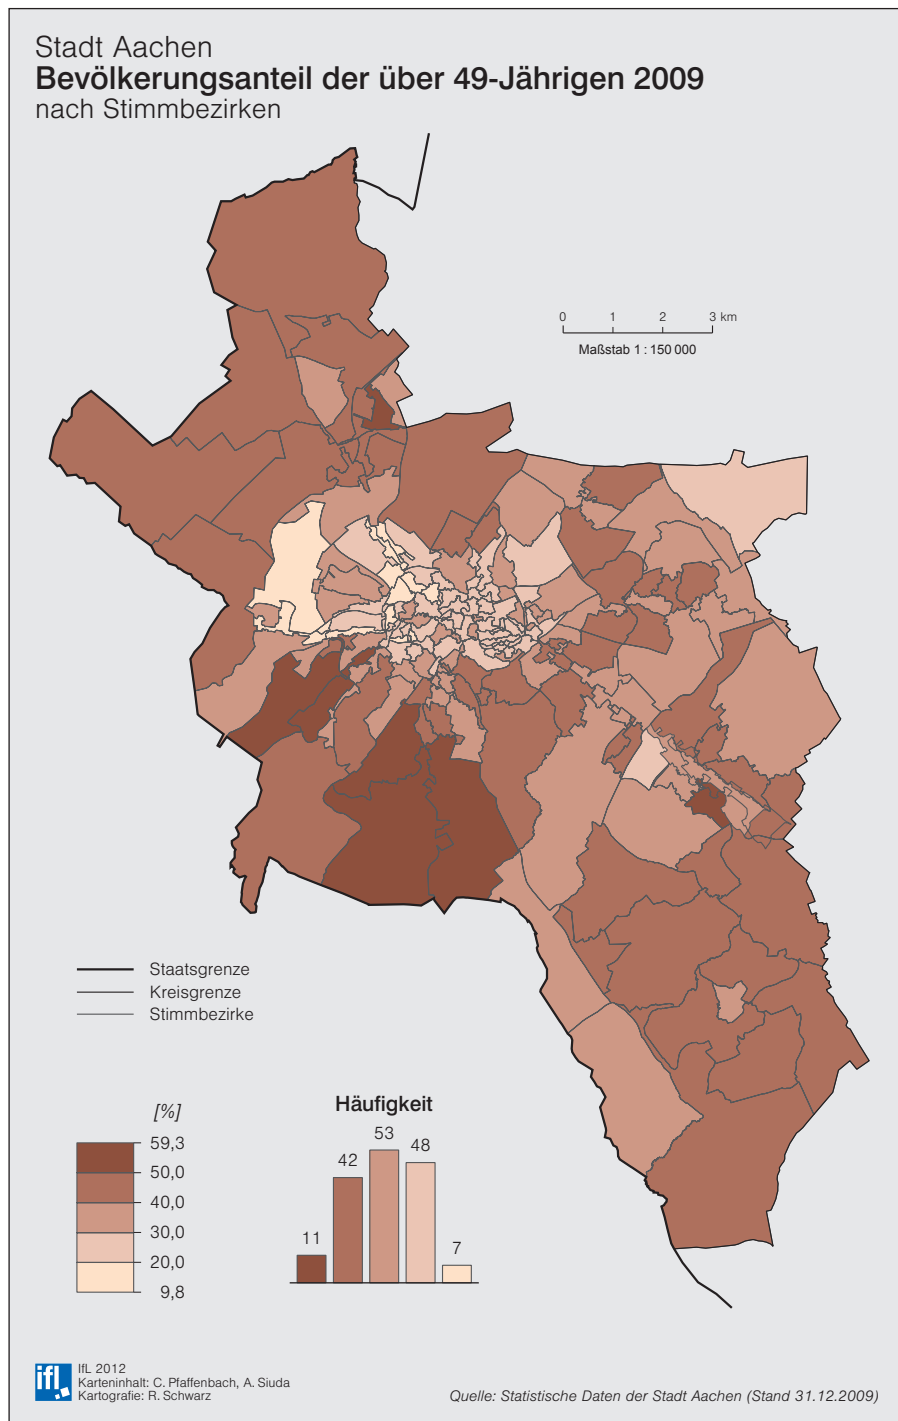 Stadt Aachen
Bevölkerungsanteil der über 49-Jährigen 2009
nach Stimmbezirken
0 1 2 3 km
Maßstab 1 : 150 000
Staatsgrenze
Kreisgrenze
Stimmbezirke
[%]
59,3
50,0
40,0
30,0
20,0
9,8
Häufigkeit
11 42 53 48 7
ifl
IfL 2012
Karteninhalt: C. Pfaffenbach, A. Siuda
Kartografie: R. Schwarz
Quelle: Statistische Daten der Stadt Aachen (Stand 31.12.2009)